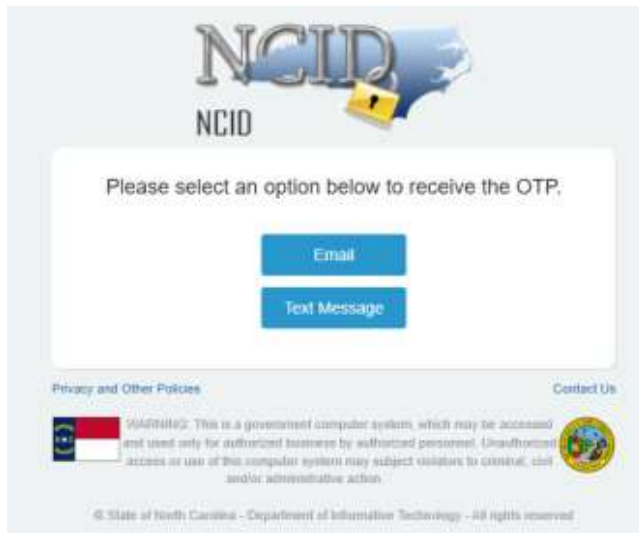 NCID
NCID
Please select an option below to receive the OTP.
Email
Text Message
Privacy and Other Policies
Contact Us
WARNING: This is a government computer system, which may be accessed
and used only for authorized business by authorized personnel. Unauthorized
access or use of this computer system may subject violators to criminal, civil
and/or administrative action.
© State of North Carolina - Department of Information Technology - All rights reserved